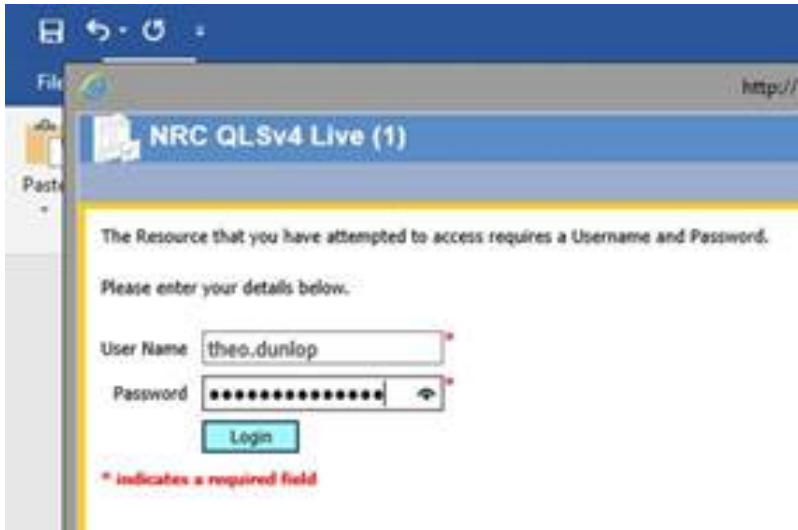 File
http://
NRC QLSv4 Live (1)
Paste
The Resource that you have attempted to access requires a Username and Password.
Please enter your details below.
User Name theo.dunlop *
Password •••••••••••••• *
Login
* indicates a required field